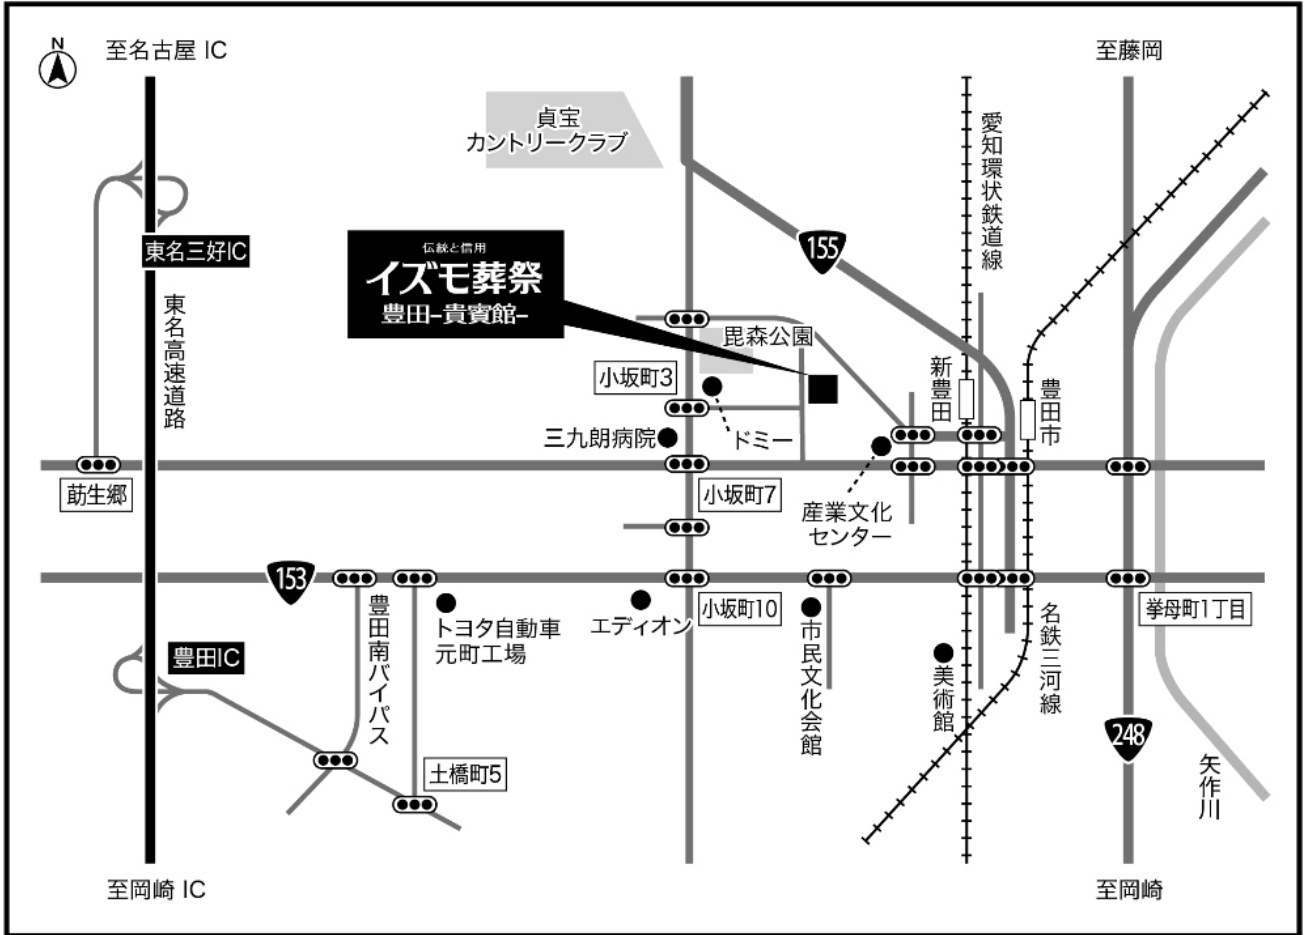 N
至名古屋 IC
至藤岡
貞宝
カントリークラブ
愛知環状鉄道線
東名三好IC
155
伝統と信用
イズモ葬祭
豊田–貴賓館–
東名高速道路
毘森公園
小坂町3
新豊田
豊田市
三九朗病院
ドミー
莇生郷
小坂町7
産業文化
センター
153
豊田南バイパス
トヨタ自動車
元町工場
エディオン
小坂町10
市民文化会館
挙母町1丁目
名鉄三河線
豊田IC
美術館
248
土橋町5
矢作川
至岡崎 IC
至岡崎